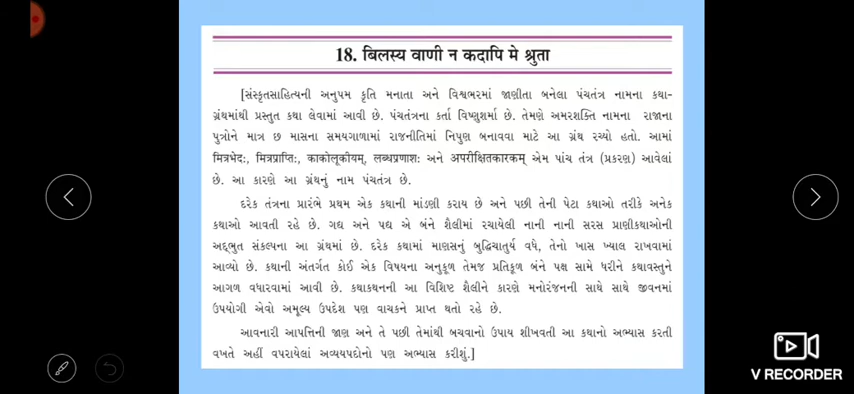 18. बिलस्य वाणी न कदापि मे श्रुता
[સંસ્કૃતસાહિત્યની અનુપમ કૃતિ મનાતા અને વિશ્વભરમાં જાણીતા બનેલા પંચતંત્ર નામના કથા-
ગ્રંથમાંથી પ્રસ્તુત કથા લેવામાં આવી છે. પંચતંત્રના કર્તા વિષ્ણુશર્મા છે. તેમણે અમરશક્તિ નામના રાજાના
પુત્રોને માત્ર છ માસના સમયગાળામાં રાજનીતિમાં નિપુણ બનાવવા માટે આ ગ્રંથ રચ્યો હતો. આમાં
मित्रभेदः, मित्रप्राप्तिः, काकोलूकीयम्, लब्धप्रणाशः અને अपरीक्षितकारकम् એમ પાંચ તંત્ર (પ્રકરણ) આવેલાં
છે. આ કારણે આ ગ્રંથનું નામ પંચતંત્ર છે.
દરેક તંત્રના પ્રારંભે પ્રથમ એક કથાની માંડણી કરાય છે અને પછી તેની પેટા કથાઓ તરીકે અનેક
કથાઓ આવતી રહે છે. ગદ્ય અને પદ્ય એ બંને શૈલીમાં રચાયેલી નાની નાની સરસ પ્રાણીકથાઓની
અદ્ભુત સંકલ્પના આ ગ્રંથમાં છે. દરેક કથામાં માણસનું બુદ્ધિચાતુર્ય વધે, તેનો ખાસ ખ્યાલ રાખવામાં
આવ્યો છે. કથાની અંતર્ગત કોઈ એક વિષયના અનુકૂળ તેમજ પ્રતિકૂળ બંને પક્ષ સામે ધરીને કથાવસ્તુને
આગળ વધારવામાં આવી છે. કથાકથનની આ વિશિષ્ટ શૈલીને કારણે મનોરંજનની સાથે સાથે જીવનમાં
ઉપયોગી એવો અમૂલ્ય ઉપદેશ પણ વાચકને પ્રાપ્ત થતો રહે છે.
આવનારી આપત્તિની જાણ અને તે પછી તેમાંથી બચવાનો ઉપાય શીખવતી આ કથાનો અભ્યાસ કરતી
વખતે અહીં વપરાયેલાં અવ્યયપદોનો પણ અભ્યાસ કરીશું.]
V RECORDER